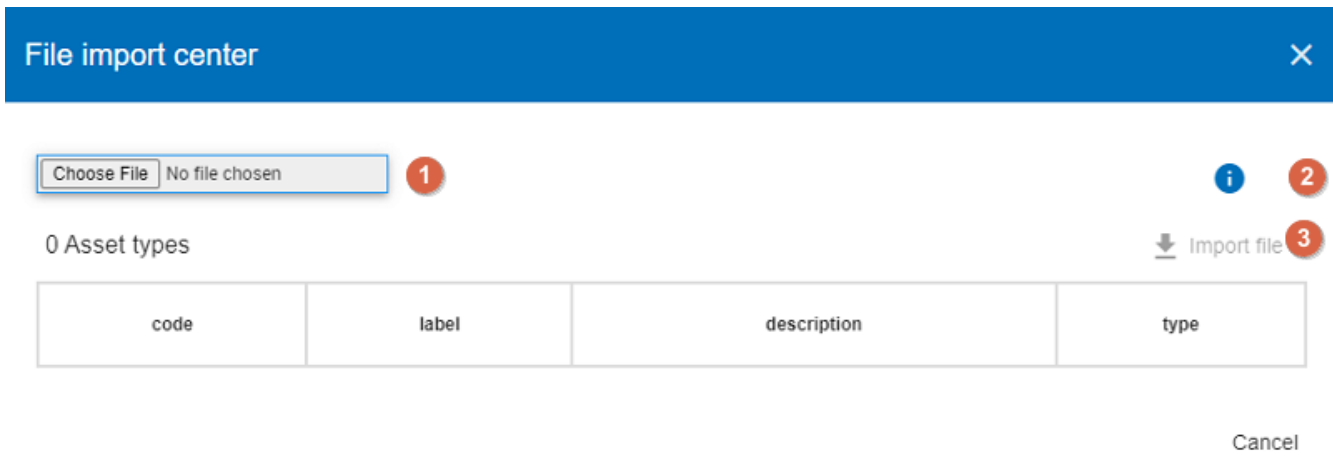 File import center
Choose File No file chosen 1
i 2
0 Asset types
Import file 3
code label description type
Cancel